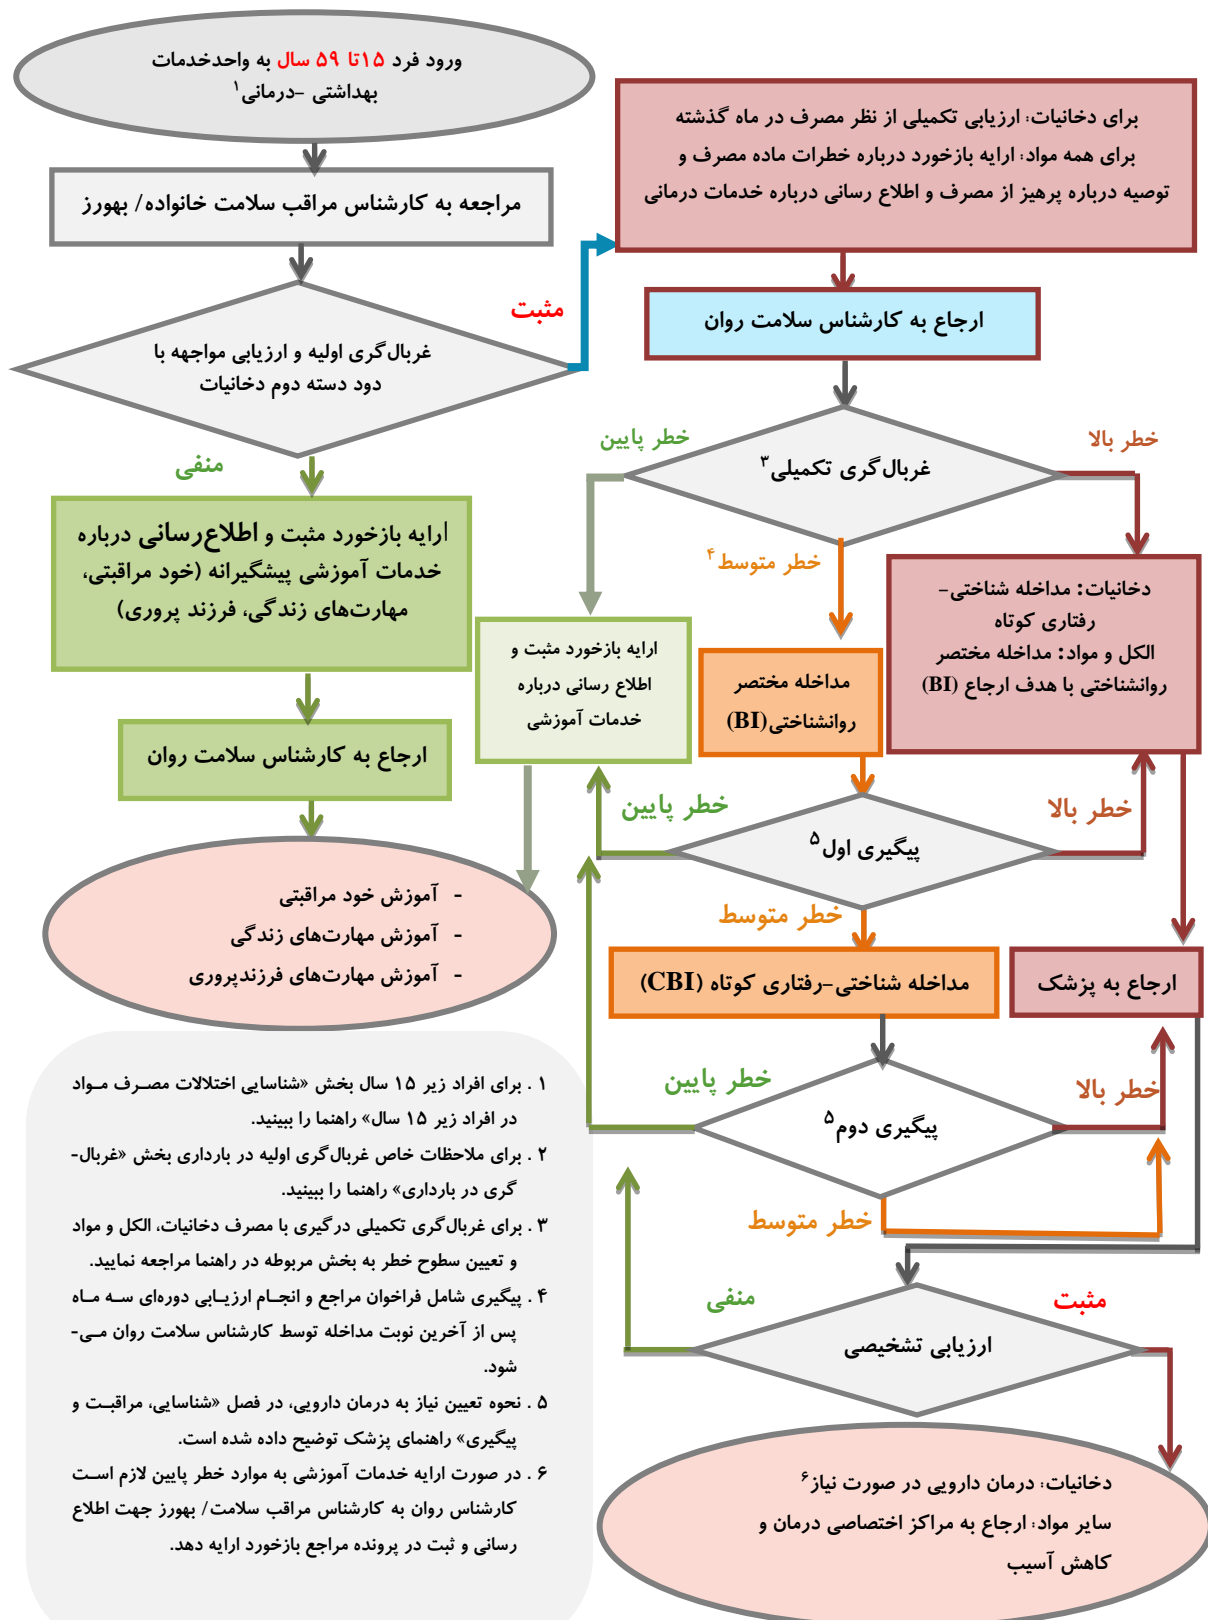 ورود فرد ۱۵تا ۵۹ سال به واحدخدمات
بهداشتی –درمانی۱
مراجعه به کارشناس مراقب سلامت خانواده/ بهورز
غربال‌گری اولیه و ارزیابی مواجهه با
دود دسته دوم دخانیات
مثبت
منفی
ارایه بازخورد مثبت و اطلاع‌رسانی درباره
خدمات آموزشی پیشگیرانه (خود مراقبتی،
مهارت‌های زندگی، فرزند پروری)
ارجاع به کارشناس سلامت روان
- آموزش خود مراقبتی
- آموزش مهارت‌های زندگی
- آموزش مهارت‌های فرزندپروری
برای دخانیات: ارزیابی تکمیلی از نظر مصرف در ماه گذشته
برای همه مواد: ارایه بازخورد درباره خطرات ماده مصرف و
توصیه درباره پرهیز از مصرف و اطلاع رسانی درباره خدمات درمانی
ارجاع به کارشناس سلامت روان
غربال‌گری تکمیلی۳
خطر پایین
خطر بالا
خطر متوسط۴
ارایه بازخورد مثبت و
اطلاع رسانی درباره
خدمات آموزشی
مداخله مختصر
روانشناختی(BI)
دخانیات: مداخله شناختی–
رفتاری کوتاه
الکل و مواد: مداخله مختصر
روانشناختی با هدف ارجاع (BI)
خطر پایین
خطر بالا
پیگیری اول۵
خطر متوسط
مداخله شناختی–رفتاری کوتاه (CBI)
ارجاع به پزشک
خطر پایین
خطر بالا
پیگیری دوم۵
خطر متوسط
منفی
مثبت
ارزیابی تشخیصی
دخانیات: درمان دارویی در صورت نیاز۶
سایر مواد: ارجاع به مراکز اختصاصی درمان و
کاهش آسیب
۱ . برای افراد زیر ۱۵ سال بخش «شناسایی اختلالات مصرف مواد
در افراد زیر ۱۵ سال» راهنما را ببینید.
۲ . برای ملاحظات خاص غربال‌گری اولیه در بارداری بخش «غربال-
گری در بارداری» راهنما را ببینید.
۳ . برای غربال‌گری تکمیلی درگیری با مصرف دخانیات، الکل و مواد
و تعیین سطوح خطر به بخش مربوطه در راهنما مراجعه نمایید.
۴ . پیگیری شامل فراخوان مراجع و انجام ارزیابی دوره‌ای سه ماه
پس از آخرین نوبت مداخله توسط کارشناس سلامت روان می-
شود.
۵ . نحوه تعیین نیاز به درمان دارویی، در فصل «شناسایی، مراقبت و
پیگیری» راهنمای پزشک توضیح داده شده است.
۶ . در صورت ارایه خدمات آموزشی به موارد خطر پایین لازم است
کارشناس روان به کارشناس مراقب سلامت/ بهورز جهت اطلاع
رسانی و ثبت در پرونده مراجع بازخورد ارایه دهد.